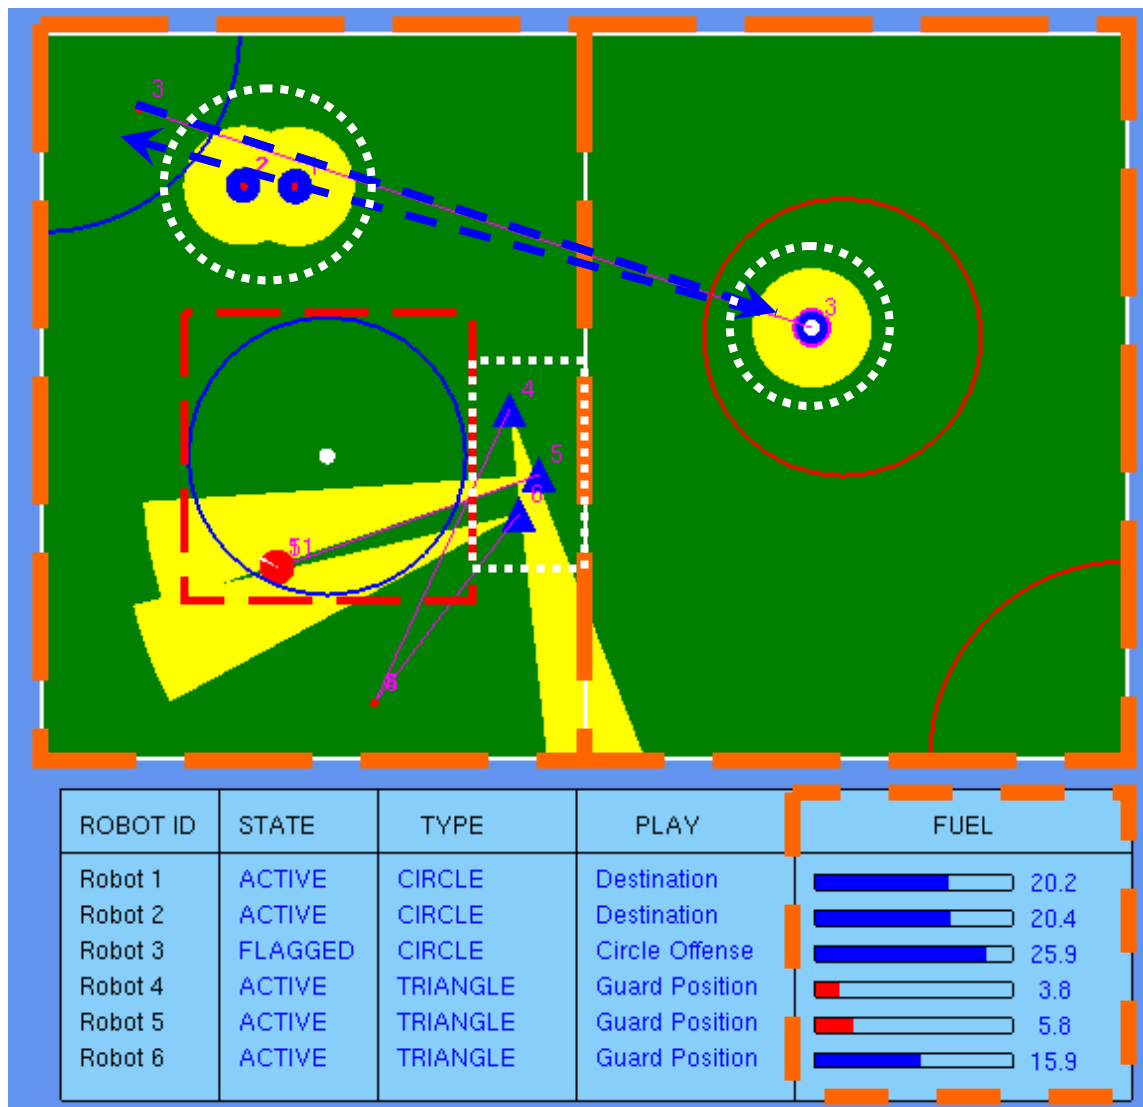 3
2
3
4
5
6
ROBOT ID STATE TYPE PLAY FUEL
Robot 1 ACTIVE CIRCLE Destination 20.2
Robot 2 ACTIVE CIRCLE Destination 20.4
Robot 3 FLAGGED CIRCLE Circle Offense 25.9
Robot 4 ACTIVE TRIANGLE Guard Position 3.8
Robot 5 ACTIVE TRIANGLE Guard Position 5.8
Robot 6 ACTIVE TRIANGLE Guard Position 15.9